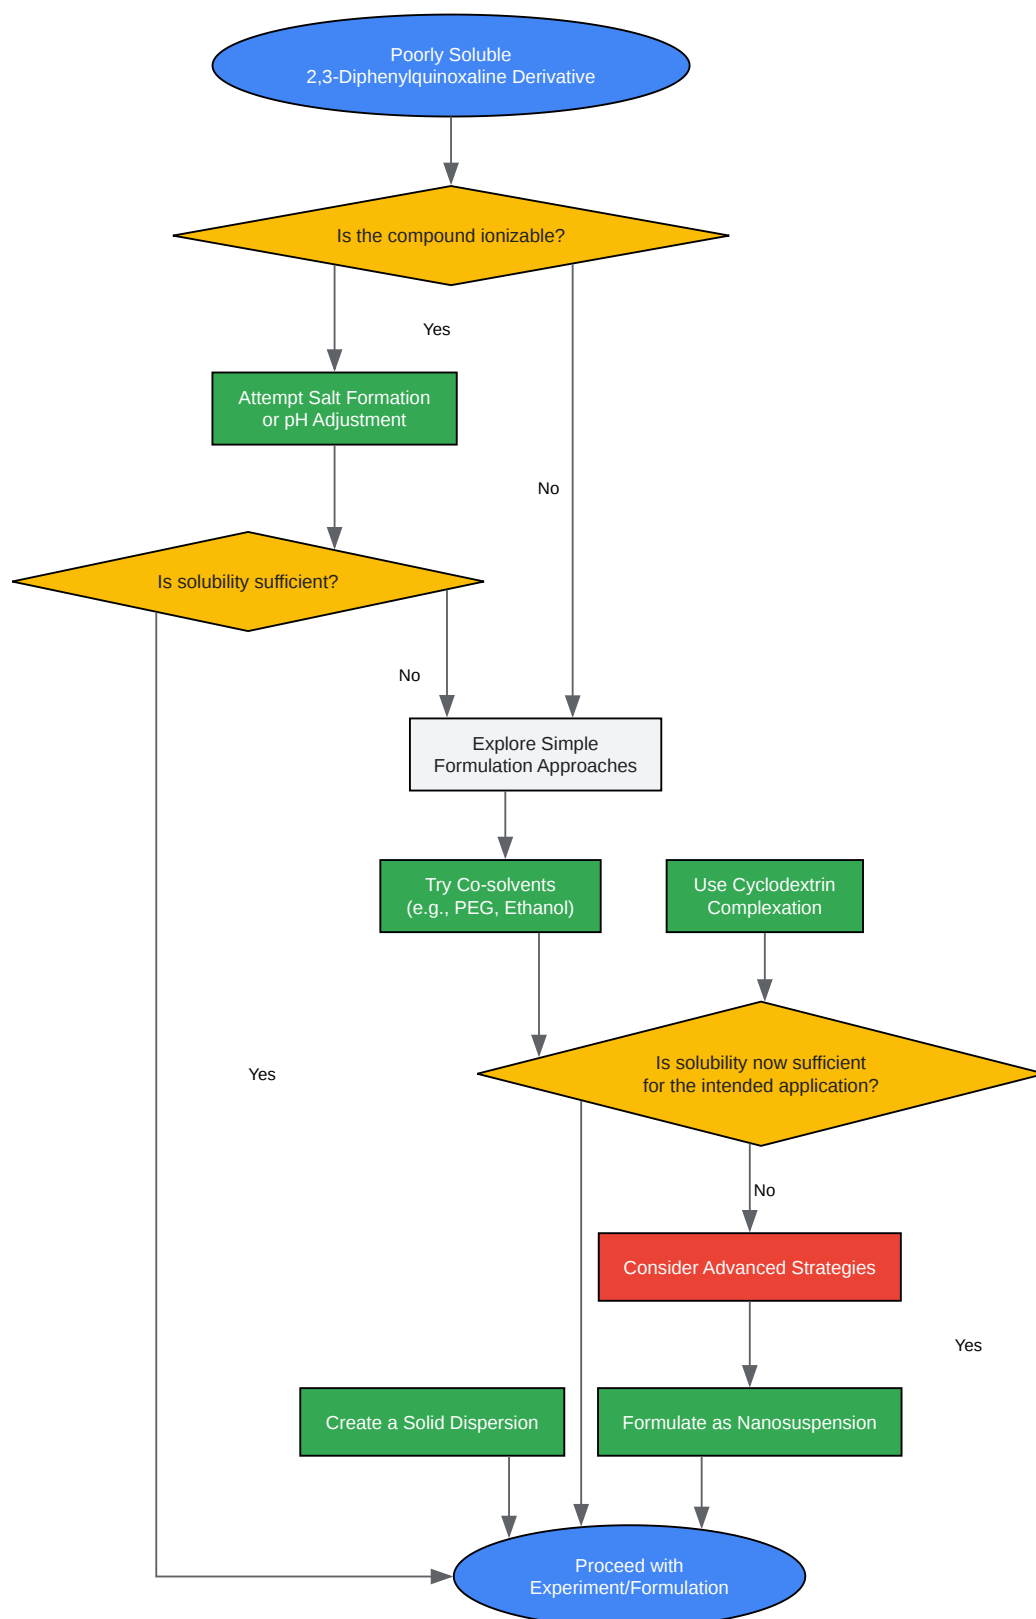 Poorly Soluble
2,3-Diphenylquinoxaline Derivative
Is the compound ionizable?
Yes
Attempt Salt Formation
or pH Adjustment
No
Is solubility sufficient?
No
Explore Simple
Formulation Approaches
Try Co-solvents
(e.g., PEG, Ethanol)
Use Cyclodextrin
Complexation
Is solubility now sufficient
for the intended application?
Yes
No
Consider Advanced Strategies
Yes
Create a Solid Dispersion
Formulate as Nanosuspension
Proceed with
Experiment/Formulation